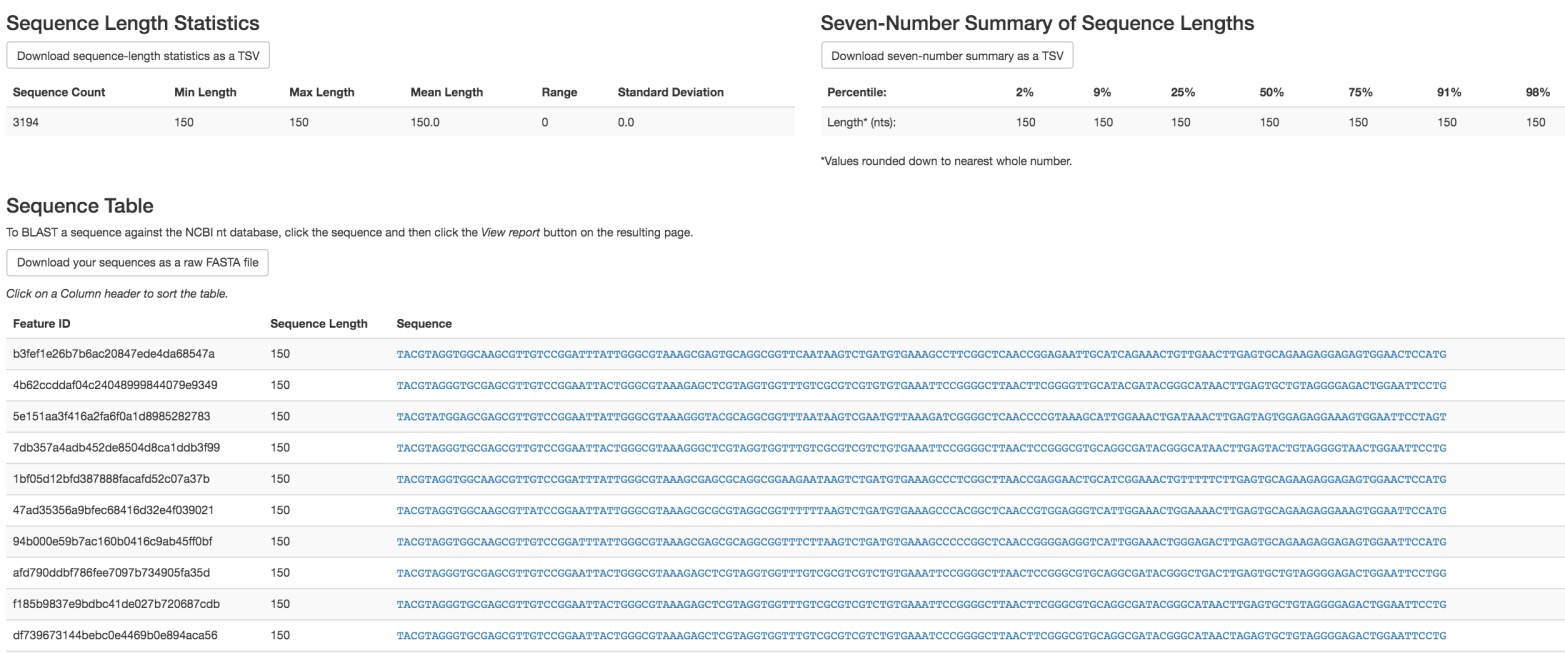 Sequence Length Statistics
Download sequence-length statistics as a TSV
Sequence Count Min Length Max Length Mean Length Range Standard Deviation
3194 150 150 150.0 0 0.0
Seven-Number Summary of Sequence Lengths
Download seven-number summary as a TSV
Percentile: 2% 9% 25% 50% 75% 91% 98%
Length* (nts): 150 150 150 150 150 150 150
*Values rounded down to nearest whole number.
Sequence Table
To BLAST a sequence against the NCBI nt database, click the sequence and then click the View report button on the resulting page.
Download your sequences as a raw FASTA file
Click on a Column header to sort the table.
Feature ID Sequence Length Sequence
b3fef1e26b7b6ac20847ede4da68547a 150 TACGTAGGTGGCAAGCGTTGTCCGGATTTATTGGGCGTAAAGCGAGTGCAGGCGGTTCAATAAGTCTGATGTGAAAGCCTTCGGCTCAACCGGAGAATTGCATCAGAAACTGTTGAACTTGAGTGCAGAAGAGGAGAGTGGAACTCCATG
4b62ccddaf04c24048999844079e9349 150 TACGTAGGGTGCGAGCGTTGTCCGGAATTACTGGGCGTAAAGAGCTCGTAGGTGGTTTGTCGCGTCGTGTGTGAAATTCCGGGGCTTAACTTCGGGGTTGCATACGATACGGGCATAACTTGAGTGCTGTAGGGGAGACTGGAATTCCTG
5e151aa3f416a2fa6f0a1d8985282783 150 TACGTATGGAGCGAGCGTTGTCCGGAATTATTGGGCGTAAAGGGTACGCAGGCGGTTTAATAAGTCGAATGTTAAAGATCGGGGCTCAACCCCGTAAAGCATTGGAAACTGATAAACTTGAGTAGTGGAGAGGAAAGTGGAATTCCTAGT
7db357a4adb452de8504d8ca1ddb3f99 150 TACGTAGGGTGCGAGCGTTGTCCGGAATTACTGGGCGTAAAGGGCTCGTAGGTGGTTTGTCGCGTCGTCTGTGAAATTCCGGGGCTTAACTCCGGGCGTGCAGGCGATACGGGCATAACTTGAGTACTGTAGGGGTAACTGGAATTCCTG
1bf05d12bfd387888facafd52c07a37b 150 TACGTAGGTGGCAAGCGTTGTCCGGATTTATTGGGCGTAAAGCGAGCGCAGGCGGAAGAATAAGTCTGATGTGAAAGCCCTCGGCTTAACCGAGGAACTGCATCGGAAACTGTTTTTCTTGAGTGCAGAAGAGGAGAGTGGAACTCCATG
47ad35356a9bfec68416d32e4f039021 150 TACGTAGGTGGCAAGCGTTATCCGGATTTATTGGGCGTAAAGCGCGCGTAGGCGGTTTTTTAAGTCTGATGTGAAAGCCCACGGCTCAACCGTGGAGGGTCATTGGAAACTGGAAAACTTGAGTGCAGAAGAGGAAAGTGGAATTCCATG
94b000e59b7ac160b0416c9ab45ff0bf 150 TACGTAGGTGGCAAGCGTTGTCCGGATTTATTGGGCGTAAAGCGAGCGCAGGCGGTTTCTTAAGTCTGATGTGAAAGCCCCCGGCTCAACCGGGGAGGGTCATTGGAAACTGGGAGACTTGAGTGCAGAAGAGGAGAGTGGAATTCCATG
afd790ddbf786fee7097b734905fa35d 150 TACGTAGGGTGCGAGCGTTGTCCGGAATTACTGGGCGTAAAGAGCTCGTAGGTGGTTTGTCGCGTCGTCTGTGAAATTCCGGGGCTTAACTCCGGGCGTGCAGGCGATACGGGCTGACTTGAGTGCTGTAGGGGAGACTGGAATTCCTGG
f185b9837e9bdbc41de027b720687cdb 150 TACGTAGGGTGCGAGCGTTGTCCGGAATTACTGGGCGTAAAGAGCTCGTAGGTGGTTTGTCGCGTCGTCTGTGAAATTCCGGGGCTTAACTTCGGGCGTGCAGGCGATACGGGCATAACTTGAGTGCTGTAGGGGAGACTGGAATTCCTG
df739673144bebc0e4469b0e894aca56 150 TACGTAGGGTGCGAGCGTTGTCCGGAATTACTGGGCGTAAAGAGCTCGTAGGTGGTTTGTCGCGTCGTCTGTGAAATCCCGGGGCTTAACTTCGGGCGTGCAGGCGATACGGGCATAACTAGAGTGCTGTAGGGGAGACTGGAATTCCTG